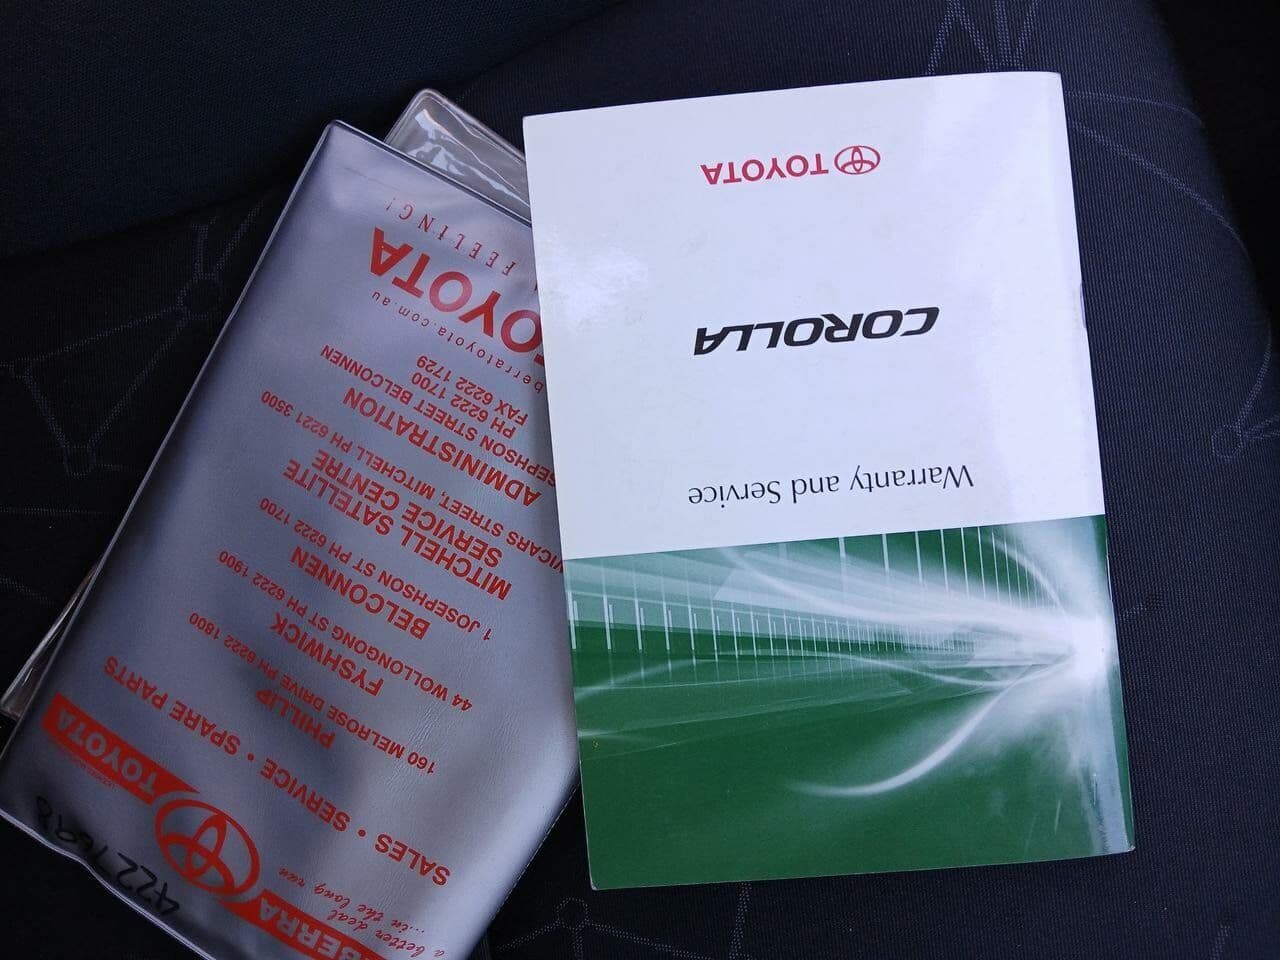 TOYOTA
COROLLA
Warranty and Service
BERRA
TOYOTA
a better deal
...in the long run
SALES • SERVICE • SPARE PARTS
PHILLIP
160 MELROSE DRIVE PH 6222 1800
FYSHWICK
44 WOLLONGONG ST PH 6222 1900
BELCONNEN
1 JOSEPHSON ST PH 6222 1700
MITCHELL SATELLITE
SERVICE CENTRE
VICARS STREET, MITCHELL PH 6221 3500
ADMINISTRATION
SEPHSON STREET BELCONNEN
PH 6222 1700
FAX 6222 1729
berratoyota.com.au
TOYOTA
FEELING!